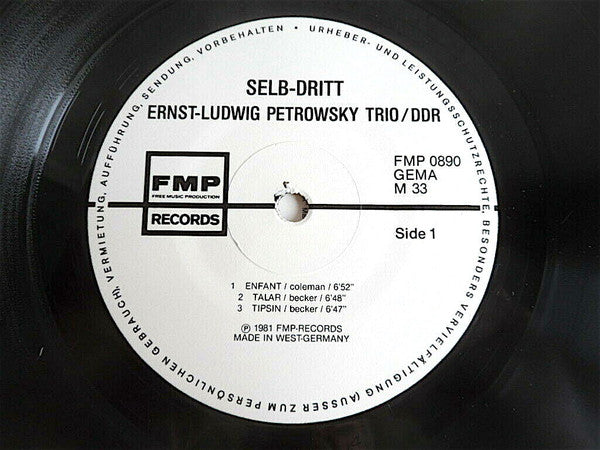 SELB-DRITT
ERNST-LUDWIG PETROWSKY TRIO/DDR
FMP
FREE MUSIC PRODUCTION
RECORDS
FMP 0890
GEMA
M 33
Side 1
1 ENFANT / coleman / 6'52"
2 TALAR / becker / 6'48"
3 TIPSIN / becker / 6'47"
Ⓟ 1981 FMP-RECORDS
MADE IN WEST-GERMANY
URHEBER- UND LEISTUNGSSCHUTZRECHTE, BESONDERS VERVIELFÄLTIGUNG (AUSSER ZUM PERSÖNLICHEN GEBRAUCH), VERMIETUNG, AUFFÜHRUNG, SENDUNG, VORBEHALTEN •